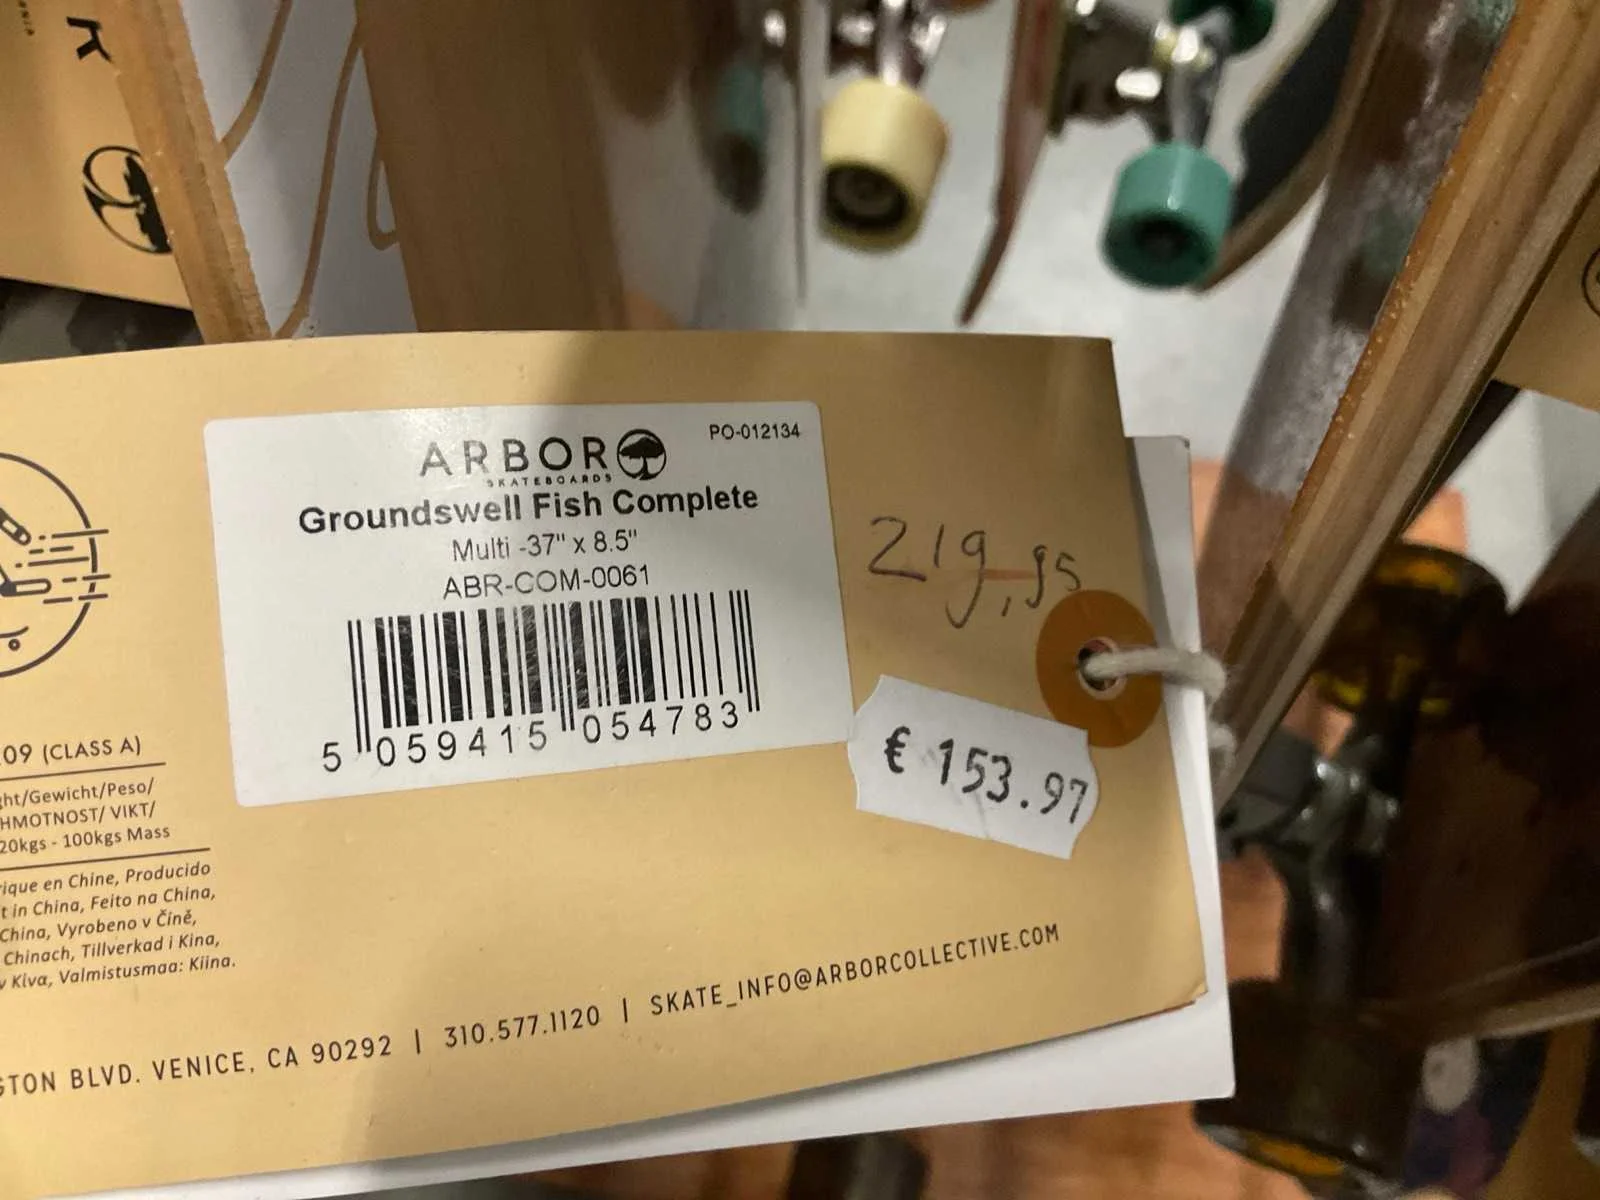 K
PO-012134
ARBOR
SKATEBOARDS
Groundswell Fish Complete
Multi -37" x 8.5"
ABR-COM-0061
5 059415 054783
219,95
€ 153.97
09 (CLASS A)
ght/Gewicht/Peso/
HMOTNOST/ VIKT/
20kgs - 100kgs Mass
rique en Chine, Producido
t in China, Feito na China,
China, Vyrobeno v Číně,
Chinach, Tillverkad i Kina,
v Kiva, Valmistusmaa: Kiina.
GTON BLVD. VENICE, CA 90292 | 310.577.1120 | SKATE_INFO@ARBORCOLLECTIVE.COM